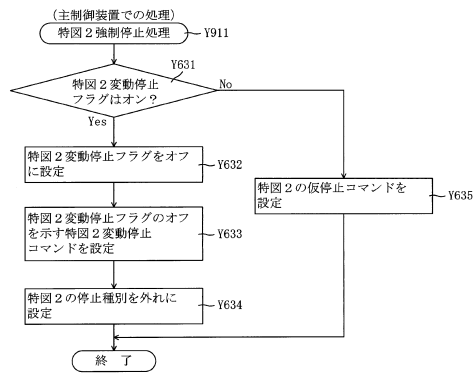 (主制御装置での処理)
特図2強制停止処理
Y911
特図2変動停止
フラグはオン?
Y631
No
Yes
特図2変動停止フラグをオフ
に設定
Y632
特図2の仮停止コマンドを
設定
Y635
特図2変動停止フラグのオフ
を示す特図2変動停止
コマンドを設定
Y633
特図2の停止種別を外れに
設定
Y634
終 了